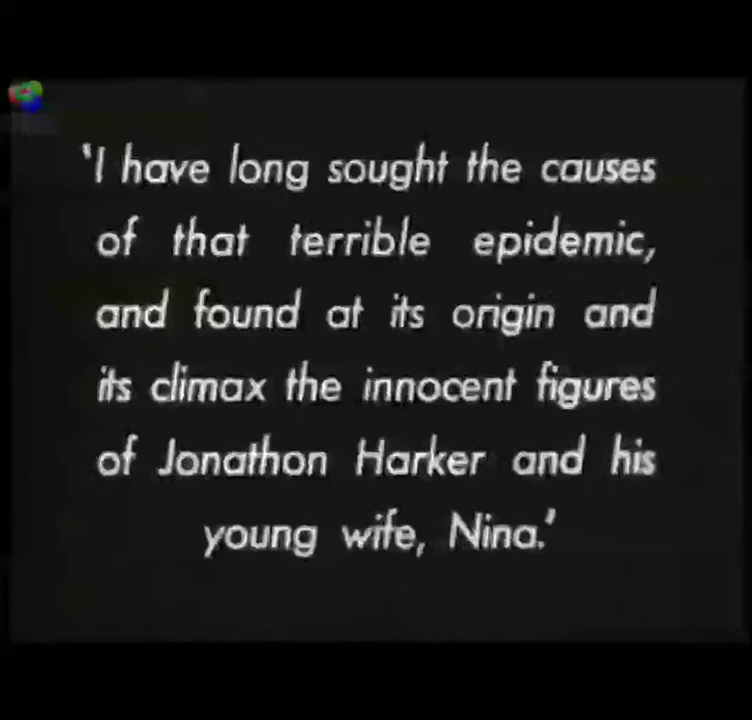 'I have long sought the causes
of that terrible epidemic,
and found at its origin and
its climax the innocent figures
of Jonathon Harker and his
young wife, Nina.'